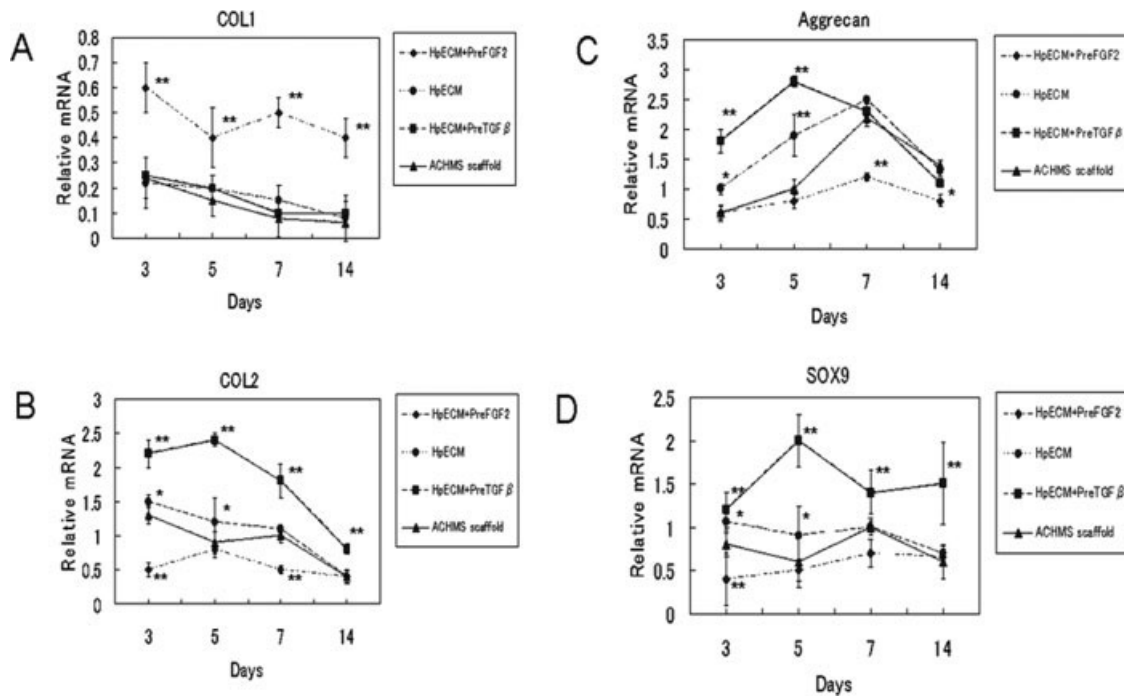 A
COL1
Relative mRNA
0.8
0.7
0.6
0.5
0.4
0.3
0.2
0.1
0
**
**
**
**
3 5 7 14
Days
HpECM+PreFGF2
HpECM
HpECM+PreTGFβ
ACHMS scaffold
B
COL2
Relative mRNA
3
2.5
2
1.5
1
0.5
0
**
**
**
**
*
*
**
**
3 5 7 14
Days
HpECM+PreFGF2
HpECM
HpECM+PreTGFβ
ACHMS scaffold
C
Aggrecan
Relative mRNA
3.5
3
2.5
2
1.5
1
0.5
0
**
**
**
*
**
*
3 5 7 14
Days
HpECM+PreFGF2
HpECM
HpECM+PreTGFβ
ACHMS scaffold
D
SOX9
Relative mRNA
2.5
2
1.5
1
0.5
0
**
**
**
**
*
*
**
3 5 7 14
Days
HpECM+PreFGF2
HpECM
HpECM+PreTGFβ
ACHMS scaffold